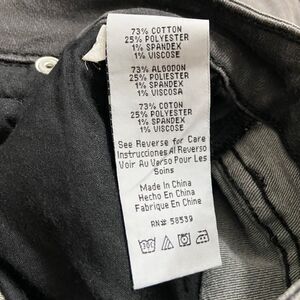 73% COTTON
25% POLYESTER
1% SPANDEX
1% VISCOSE
73% ALGODON
25% POLIESTER
1% SPANDEX
1% VISCOSA
73% COTON
25% POLYESTER
1% SPANDEX
1% VISCOSE
See Reverse for Care
Instrucciones Al Reverso
Voir Au Verso Pour Les
Soins
Made In China
Hecho En China
Fabrique En Chine
RN# 58539